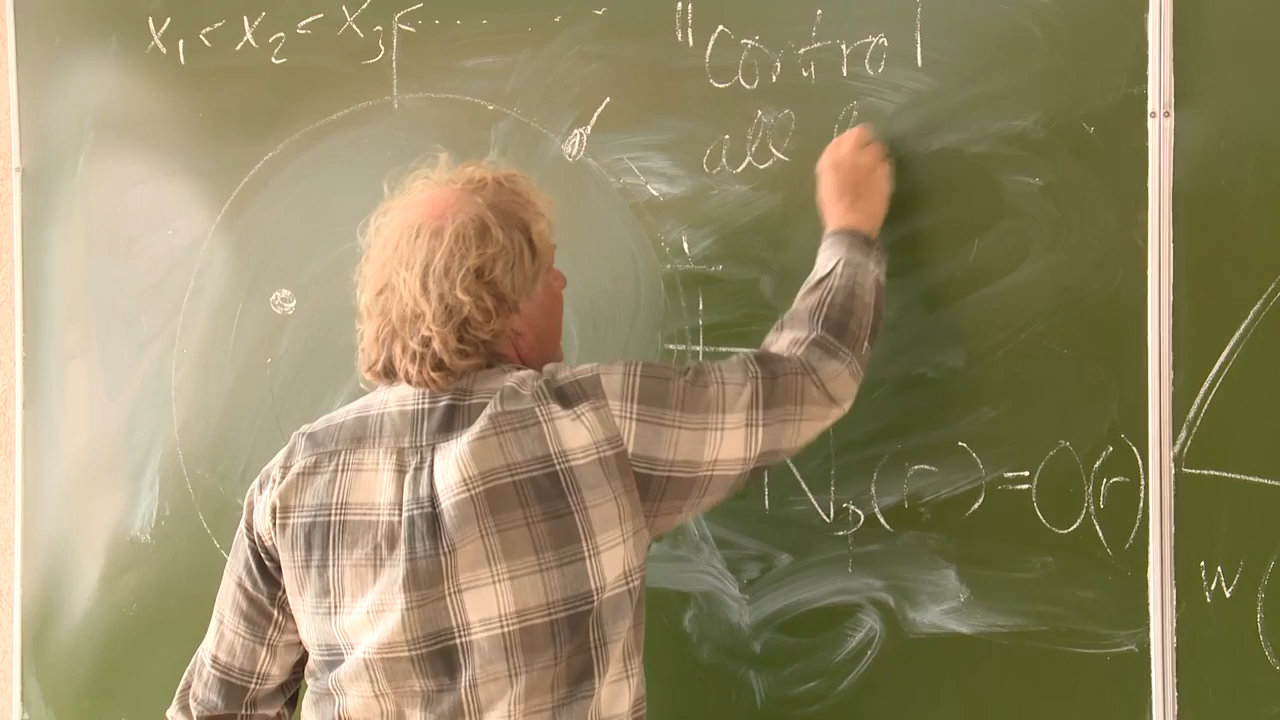 x₁ < x₂ < x₃ < .....
"Control
all
N₃(r) = O(r)
w(